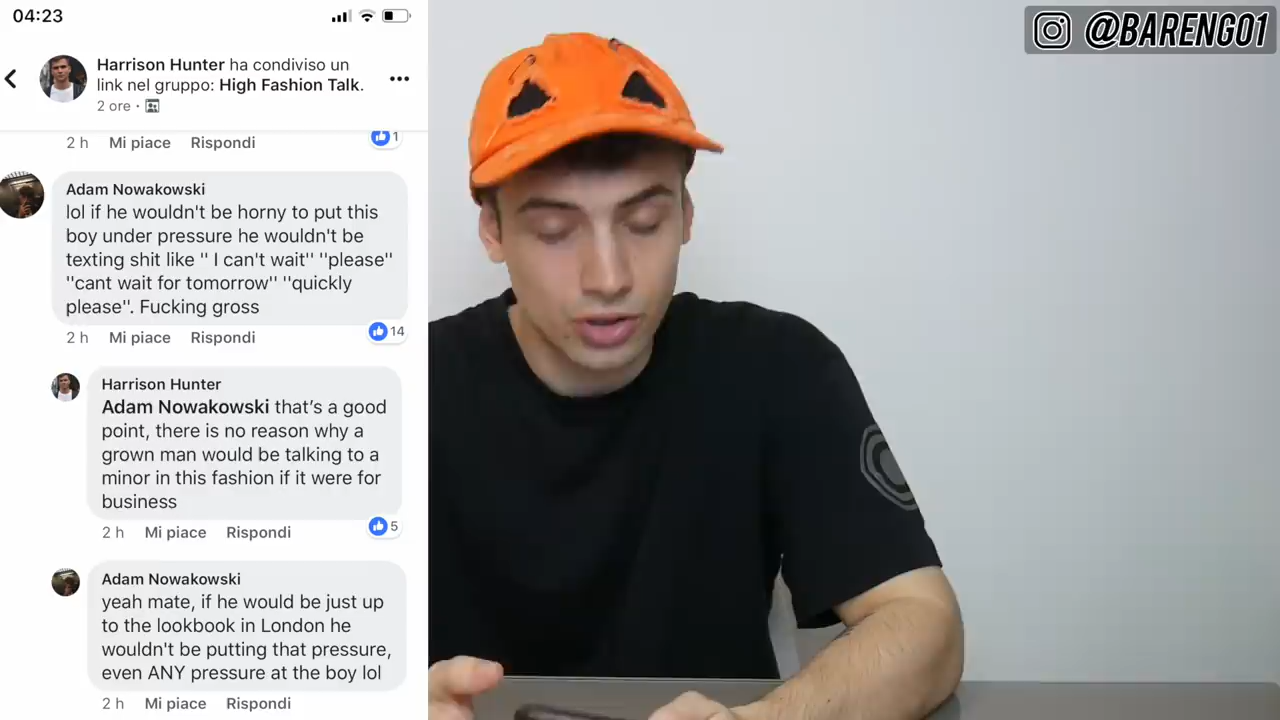 04:23
@BARENGO1
Harrison Hunter ha condiviso un
link nel gruppo: High Fashion Talk.
2 ore ·
2 h Mi piace Rispondi 1
Adam Nowakowski
lol if he wouldn't be horny to put this
boy under pressure he wouldn't be
texting shit like '' I can't wait'' ''please''
''cant wait for tomorrow'' ''quickly
please''. Fucking gross
2 h Mi piace Rispondi 14
Harrison Hunter
Adam Nowakowski that's a good
point, there is no reason why a
grown man would be talking to a
minor in this fashion if it were for
business
2 h Mi piace Rispondi 5
Adam Nowakowski
yeah mate, if he would be just up
to the lookbook in London he
wouldn't be putting that pressure,
even ANY pressure at the boy lol
2 h Mi piace Rispondi